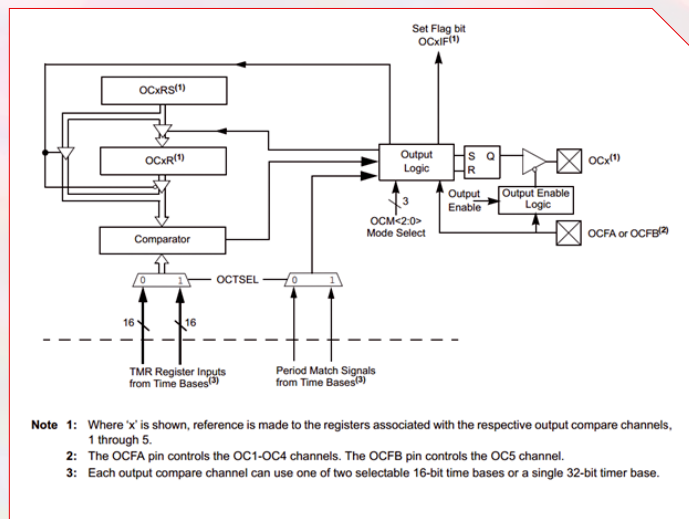 Set Flag bit
OCxIF(1)
OCxRS(1)
OCxR(1)
Output
Logic
S Q
R
OCx(1)
3
Output
Enable
Output Enable
Logic
OCM<2:0>
Mode Select
OCFA or OCFB(2)
Comparator
0 1
OCTSEL
0 1
16
16
TMR Register Inputs
from Time Bases(3)
Period Match Signals
from Time Bases(3)
Note 1: Where 'x' is shown, reference is made to the registers associated with the respective output compare channels,
1 through 5.
2: The OCFA pin controls the OC1-OC4 channels. The OCFB pin controls the OC5 channel.
3: Each output compare channel can use one of two selectable 16-bit time bases or a single 32-bit timer base.